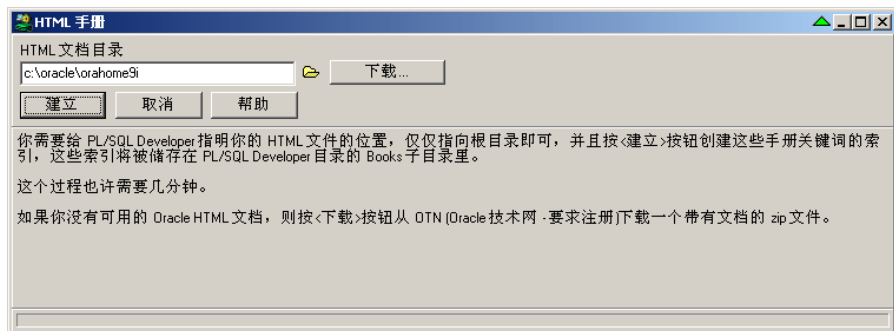 HTML 手册
HTML 文档目录
c:\oracle\orahome9i
下载...
建立 取消 帮助
你需要给 PL/SQL Developer 指明你的 HTML 文件的位置，仅仅指向根目录即可，并且按<建立>按钮创建这些手册关键词的索
引，这些索引将被储存在 PL/SQL Developer 目录的 Books 子目录里。
这个过程也许需要几分钟。
如果你没有可用的 Oracle HTML 文档，则按<下载>按钮从 OTN (Oracle 技术网 - 要求注册)下载一个带有文档的 zip 文件。